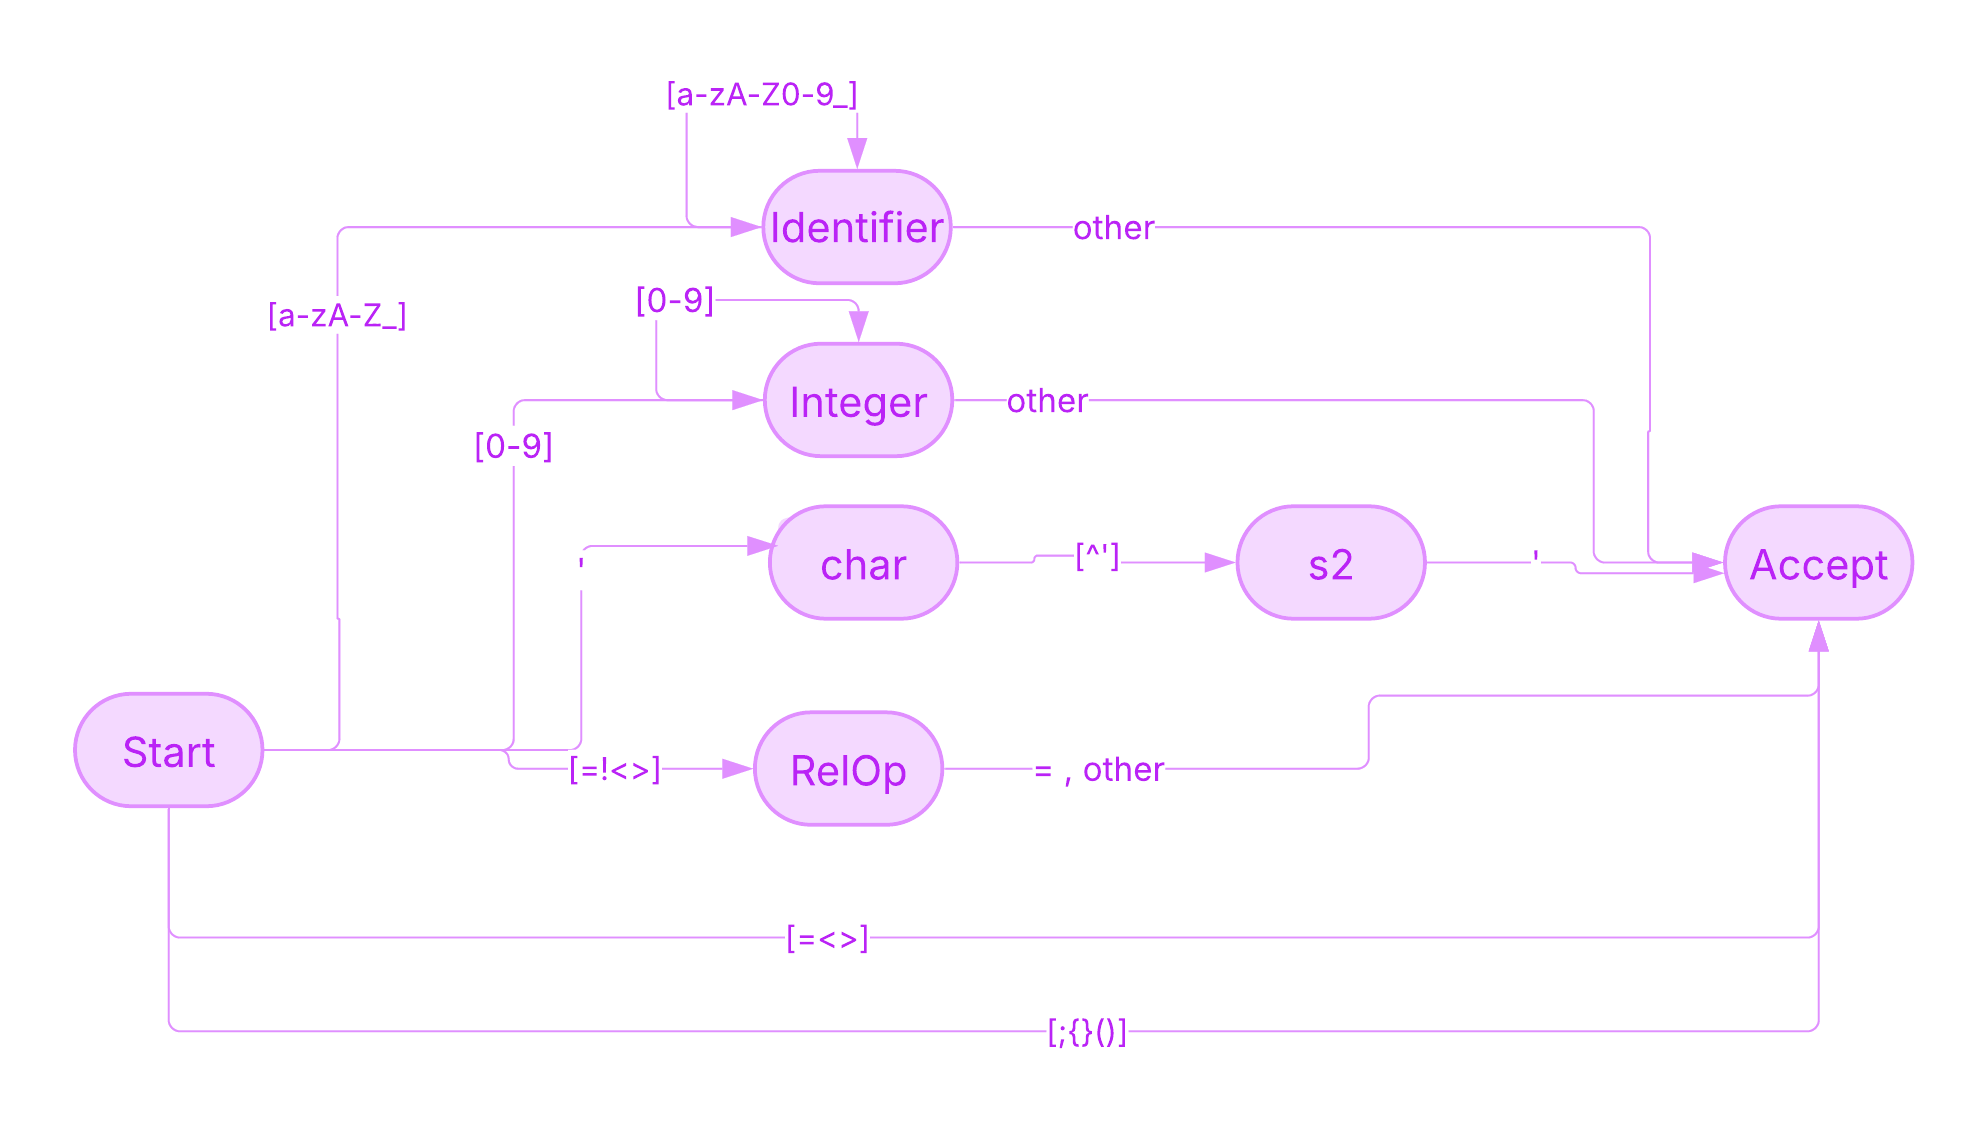 [a-zA-Z0-9_]
Identifier
other
[a-zA-Z_]
[0-9]
Integer
other
[0-9]
'
char
[^']
s2
'
Accept
Start
[=!<>]
RelOp
= , other
[=<>]
[;{}()]